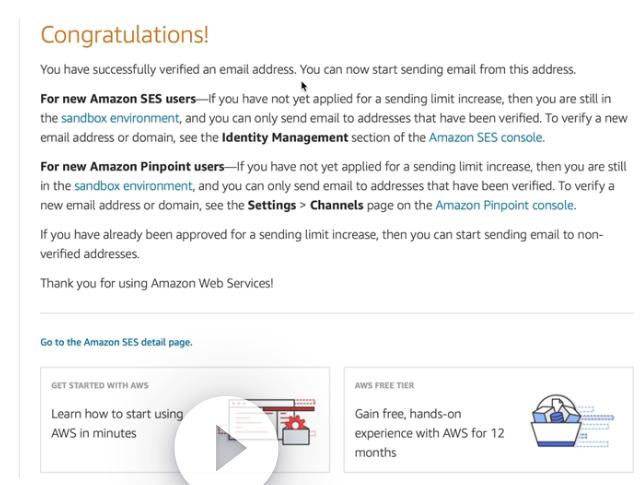 Congratulations!
You have successfully verified an email address. You can now start sending email from this address.
For new Amazon SES users—If you have not yet applied for a sending limit increase, then you are still in
the sandbox environment, and you can only send email to addresses that have been verified. To verify a new
email address or domain, see the Identity Management section of the Amazon SES console.
For new Amazon Pinpoint users—If you have not yet applied for a sending limit increase, then you are still
in the sandbox environment, and you can only send email to addresses that have been verified. To verify a
new email address or domain, see the Settings > Channels page on the Amazon Pinpoint console.
If you have already been approved for a sending limit increase, then you can start sending email to non-
verified addresses.
Thank you for using Amazon Web Services!
Go to the Amazon SES detail page.
GET STARTED WITH AWS
Learn how to start using
AWS in minutes
AWS FREE TIER
Gain free, hands-on
experience with AWS for 12
months